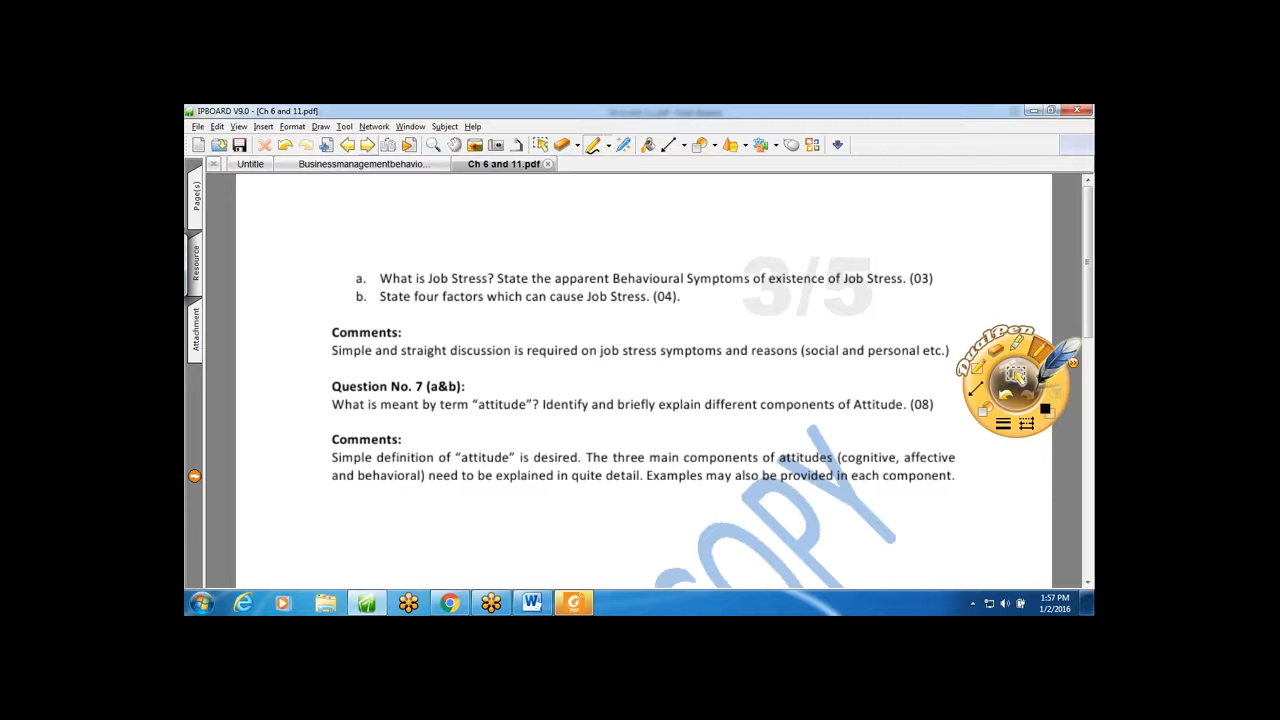 IPBOARD V9.0 - [Ch 6 and 11.pdf]
File Edit View Insert Format Draw Tool Network Window Subject Help
Untitle Businessmanagementbehavio... Ch 6 and 11.pdf
Page(s)
Resource
Attachment
3/5
a. What is Job Stress? State the apparent Behavioural Symptoms of existence of Job Stress. (03)
b. State four factors which can cause Job Stress. (04).
Comments:
Simple and straight discussion is required on job stress symptoms and reasons (social and personal etc.)
Question No. 7 (a&b):
What is meant by term “attitude”? Identify and briefly explain different components of Attitude. (08)
Comments:
Simple definition of “attitude” is desired. The three main components of attitudes (cognitive, affective
and behavioral) need to be explained in quite detail. Examples may also be provided in each component.
COPY
DualPen
W
PDF
1:57 PM
1/2/2016